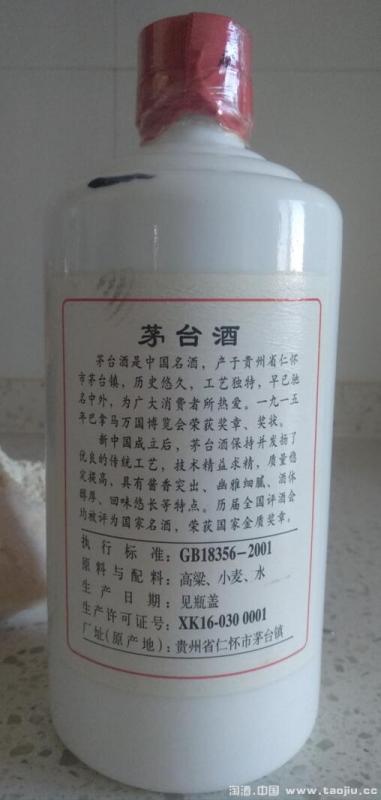 茅台酒
茅台酒是中国名酒，产于贵州省仁怀
市茅台镇，历史悠久，工艺独特，早已驰
名中外，为广大消费者所热爱。一九一五
年巴拿马万国博览会荣获奖章、奖状。
新中国成立后，茅台酒保持并发扬了
优良的传统工艺，技术精益求精，质量稳
定提高，具有酱香突出、幽雅细腻、酒体
醇厚、回味悠长等特点。历届全国评酒会
均被评为国家名酒，荣获国家金质奖章。
执行标准：GB18356-2001
原料与配料：高粱、小麦、水
生产日期：见瓶盖
生产许可证号：XK16-030 0001
厂址(原产地)：贵州省仁怀市茅台镇
淘酒.中国 www.taojiu.cc